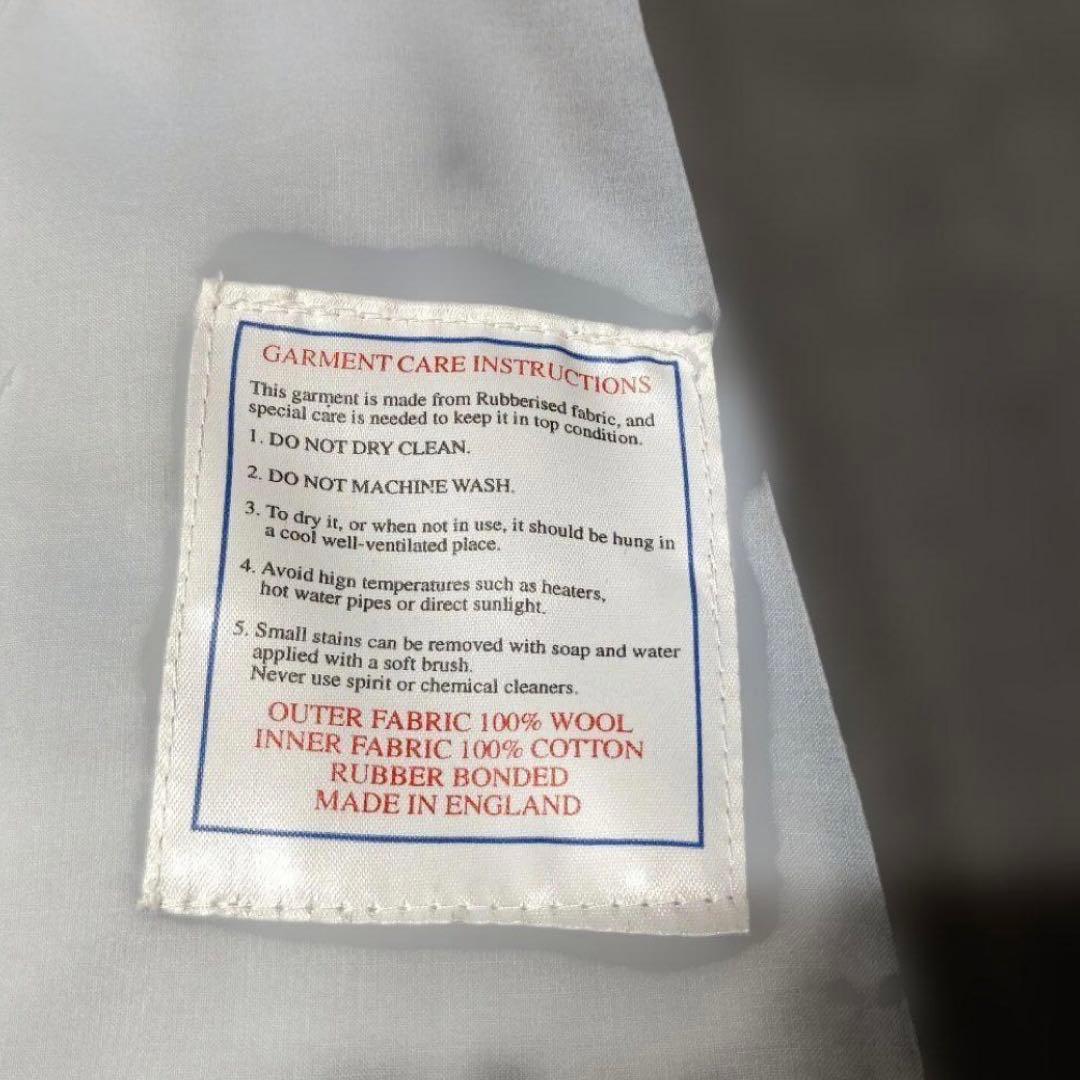 GARMENT CARE INSTRUCTIONS
This garment is made from Rubberised fabric, and
special care is needed to keep it in top condition.
1. DO NOT DRY CLEAN.
2. DO NOT MACHINE WASH.
3. To dry it, or when not in use, it should be hung in
a cool well-ventilated place.
4. Avoid hign temperatures such as heaters,
hot water pipes or direct sunlight.
5. Small stains can be removed with soap and water
applied with a soft brush.
Never use spirit or chemical cleaners.
OUTER FABRIC 100% WOOL
INNER FABRIC 100% COTTON
RUBBER BONDED
MADE IN ENGLAND